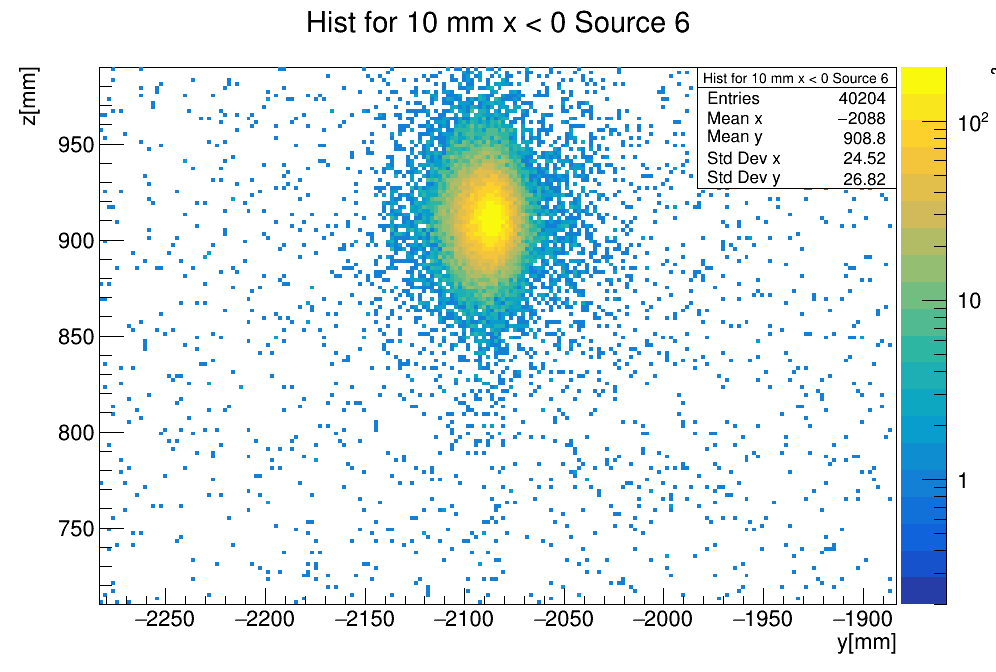 Hist for 10 mm x < 0 Source 6
z[mm]
Hist for 10 mm x < 0 Source 6
Entries 40204
Mean x −2088
Mean y 908.8
Std Dev x 24.52
Std Dev y 26.82
950
900
850
800
750
10²
10
1
−2250 −2200 −2150 −2100 −2050 −2000 −1950 −1900
y[mm]